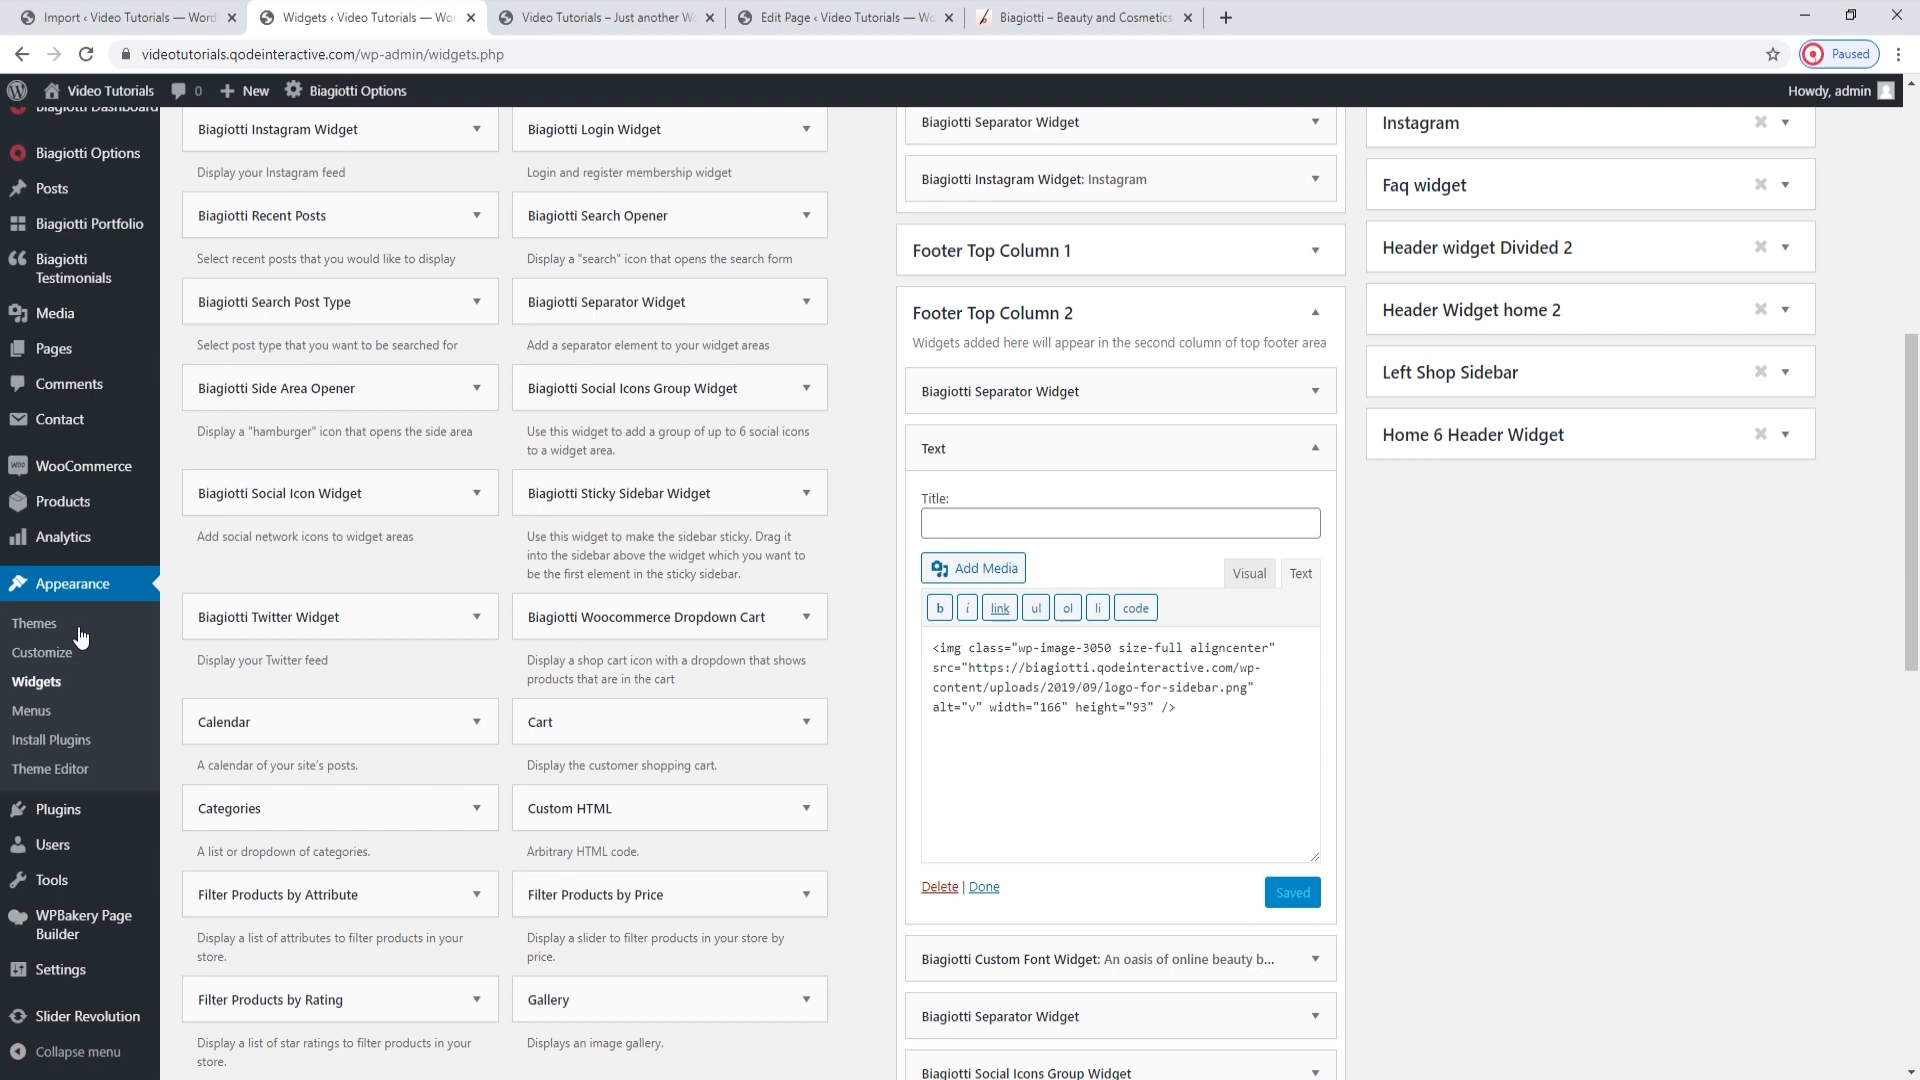 Import ‹ Video Tutorials — Word
Widgets ‹ Video Tutorials — Wor
Video Tutorials – Just another W
Edit Page ‹ Video Tutorials — Wo
Biagiotti – Beauty and Cosmetics
videotutorials.qodeinteractive.com/wp-admin/widgets.php
Paused
Video Tutorials
0
New
Biagiotti Options
Howdy, admin
Biagiotti Dashboard
Biagiotti Options
Posts
Biagiotti Portfolio
Biagiotti
Testimonials
Media
Pages
Comments
Contact
WooCommerce
Products
Analytics
Appearance
Themes
Customize
Widgets
Menus
Install Plugins
Theme Editor
Plugins
Users
Tools
WPBakery Page
Builder
Settings
Slider Revolution
Collapse menu
Biagiotti Instagram Widget
Display your Instagram feed
Biagiotti Recent Posts
Select recent posts that you would like to display
Biagiotti Search Post Type
Select post type that you want to be searched for
Biagiotti Side Area Opener
Display a "hamburger" icon that opens the side area
Biagiotti Social Icon Widget
Add social network icons to widget areas
Biagiotti Twitter Widget
Display your Twitter feed
Calendar
A calendar of your site's posts.
Categories
A list or dropdown of categories.
Filter Products by Attribute
Display a list of attributes to filter products in your
store.
Filter Products by Rating
Display a list of star ratings to filter products in your
store.
Biagiotti Login Widget
Login and register membership widget
Biagiotti Search Opener
Display a "search" icon that opens the search form
Biagiotti Separator Widget
Add a separator element to your widget areas
Biagiotti Social Icons Group Widget
Use this widget to add a group of up to 6 social icons
to a widget area.
Biagiotti Sticky Sidebar Widget
Use this widget to make the sidebar sticky. Drag it
into the sidebar above the widget which you want to
be the first element in the sticky sidebar.
Biagiotti Woocommerce Dropdown Cart
Display a shop cart icon with a dropdown that shows
products that are in the cart
Cart
Display the customer shopping cart.
Custom HTML
Arbitrary HTML code.
Filter Products by Price
Display a slider to filter products in your store by
price.
Gallery
Displays an image gallery.
Biagiotti Separator Widget
Biagiotti Instagram Widget: Instagram
Footer Top Column 1
Footer Top Column 2
Widgets added here will appear in the second column of top footer area
Biagiotti Separator Widget
Text
Title:
Add Media
Visual
Text
b
i
link
ul
ol
li
code
<img class="wp-image-3050 size-full aligncenter"
src="https://biagiotti.qodeinteractive.com/wp-
content/uploads/2019/09/logo-for-sidebar.png"
alt="v" width="166" height="93" />
Delete | Done
Saved
Biagiotti Custom Font Widget: An oasis of online beauty b...
Biagiotti Separator Widget
Biagiotti Social Icons Group Widget
Instagram
Faq widget
Header widget Divided 2
Header Widget home 2
Left Shop Sidebar
Home 6 Header Widget